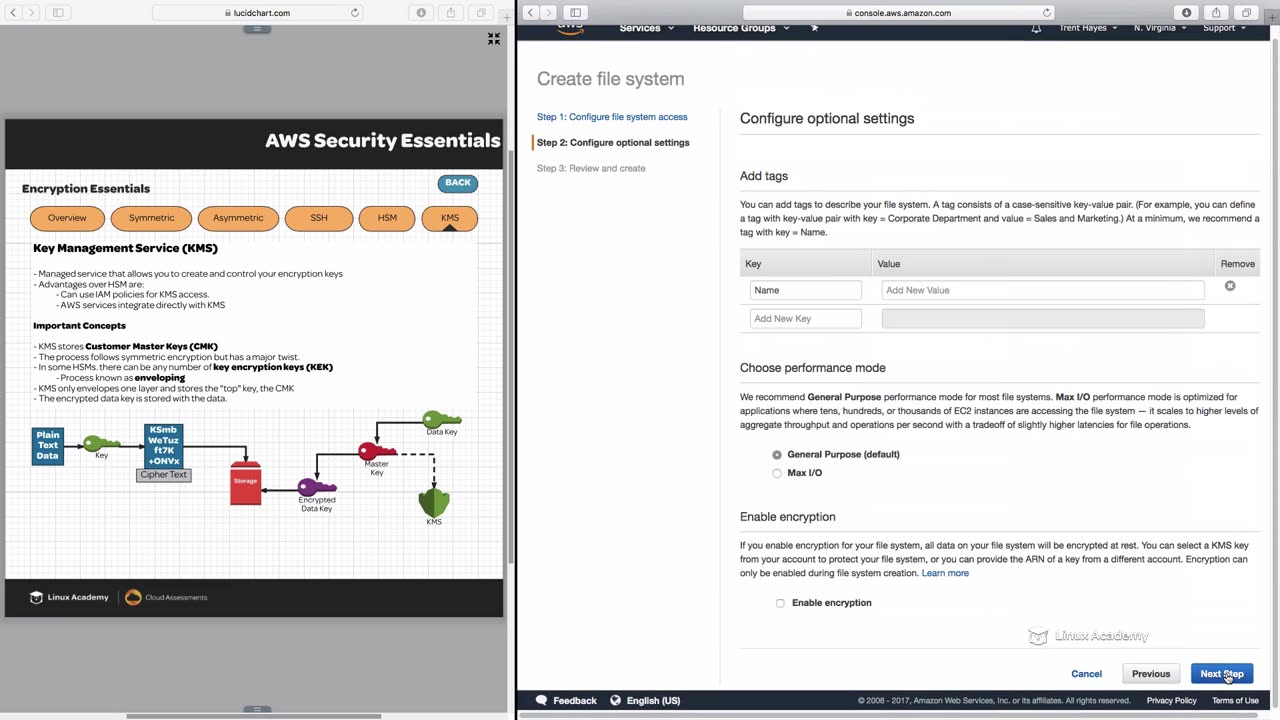 lucidchart.com
AWS Security Essentials
Encryption Essentials
BACK
Overview
Symmetric
Asymmetric
SSH
HSM
KMS
Key Management Service (KMS)
- Managed service that allows you to create and control your encryption keys
- Advantages over HSM are:
- Can use IAM policies for KMS access.
- AWS services integrate directly with KMS
Important Concepts
- KMS stores Customer Master Keys (CMK)
- The process follows symmetric encryption but has a major twist.
- In some HSMs. there can be any number of key encryption keys (KEK)
- Process known as enveloping
- KMS only envelopes one layer and stores the "top" key, the CMK
- The encrypted data key is stored with the data.
Plain
Text
Data
Key
KSmb
WeTuz
ft7K
+ONVx
Cipher Text
Storage
Encrypted
Data Key
Master
Key
Data Key
KMS
Linux Academy
Cloud Assessments
console.aws.amazon.com
aws
Services
Resource Groups
Trent Hayes
N. Virginia
Support
Create file system
Step 1: Configure file system access
Step 2: Configure optional settings
Step 3: Review and create
Configure optional settings
Add tags
You can add tags to describe your file system. A tag consists of a case-sensitive key-value pair. (For example, you can define
a tag with key-value pair with key = Corporate Department and value = Sales and Marketing.) At a minimum, we recommend a
tag with key = Name.
Key
Value
Remove
Name
Add New Value
Add New Key
Choose performance mode
We recommend General Purpose performance mode for most file systems. Max I/O performance mode is optimized for
applications where tens, hundreds, or thousands of EC2 instances are accessing the file system — it scales to higher levels of
aggregate throughput and operations per second with a tradeoff of slightly higher latencies for file operations.
General Purpose (default)
Max I/O
Enable encryption
If you enable encryption for your file system, all data on your file system will be encrypted at rest. You can select a KMS key
from your account to protect your file system, or you can provide the ARN of a key from a different account. Encryption can
only be enabled during file system creation. Learn more
Enable encryption
Linux Academy
Cancel
Previous
Next Step
Feedback
English (US)
© 2008 - 2017, Amazon Web Services, Inc. or its affiliates. All rights reserved.
Privacy Policy
Terms of Use